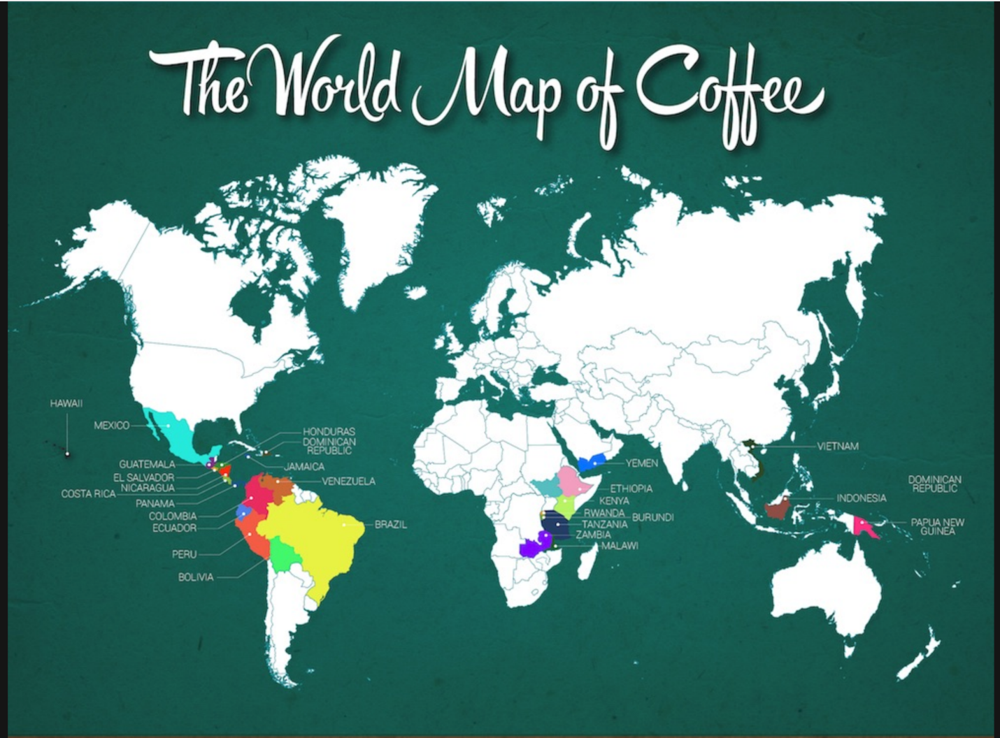 The World Map of Coffee
HAWAII
MEXICO
HONDURAS
DOMINICAN
REPUBLIC
GUATEMALA
JAMAICA
EL SALVADOR
NICARAGUA
VENEZUELA
COSTA RICA
PANAMA
COLOMBIA
ECUADOR
BRAZIL
PERU
BOLIVIA
YEMEN
ETHIOPIA
KENYA
RWANDA
BURUNDI
TANZANIA
ZAMBIA
MALAWI
VIETNAM
DOMINICAN
REPUBLIC
INDONESIA
PAPUA NEW
GUINEA